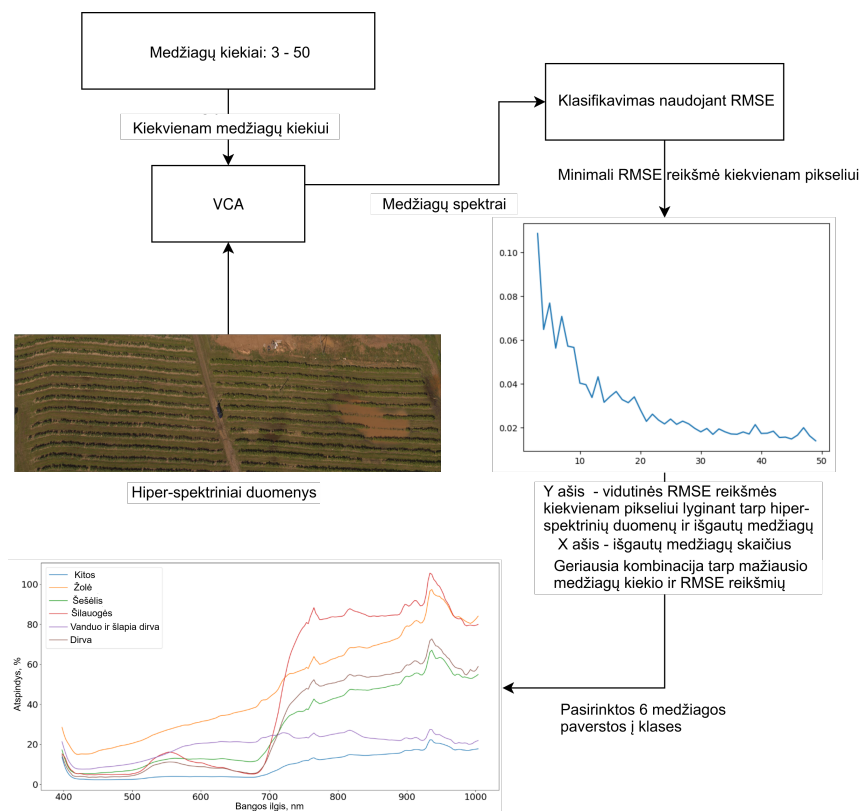 Medžiagų kiekiai: 3 - 50
Kiekvienam medžiagų kiekiui
VCA
Medžiagų spektrai
Klasifikavimas naudojant RMSE
Minimali RMSE reikšmė kiekvienam pikseliui
Hiper-spektriniai duomenys
0.10
0.08
0.06
0.04
0.02
10
20
30
40
50
Y ašis - vidutinės RMSE reikšmės
kiekvienam pikseliui lyginant tarp hiper-
spektrinių duomenų ir išgautų medžiagų
X ašis - išgautų medžiagų skaičius
Geriausia kombinacija tarp mažiausio
medžiagų kiekio ir RMSE reikšmių
Pasirinktos 6 medžiagos
paverstos į klases
Kitos
Žolė
Šešėlis
Šilauogės
Vanduo ir šlapia dirva
Dirva
Atspindys, %
100
80
60
40
20
0
400
500
600
700
800
900
1000
Bangos ilgis, nm